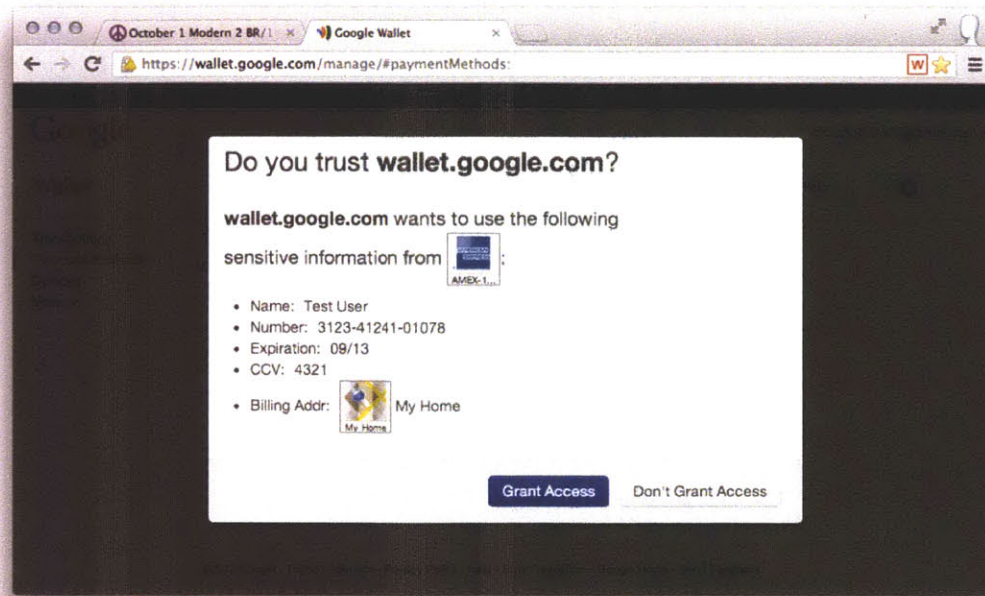 October 1 Modern 2 BR/1
Google Wallet
https://wallet.google.com/manage/#paymentMethods:
W
Google
Do you trust wallet.google.com?
wallet.google.com wants to use the following
sensitive information from
AMEX-1...
:
• Name: Test User
• Number: 3123-41241-01078
• Expiration: 09/13
• CCV: 4321
• Billing Addr:
My Home
My Home
Grant Access
Don't Grant Access